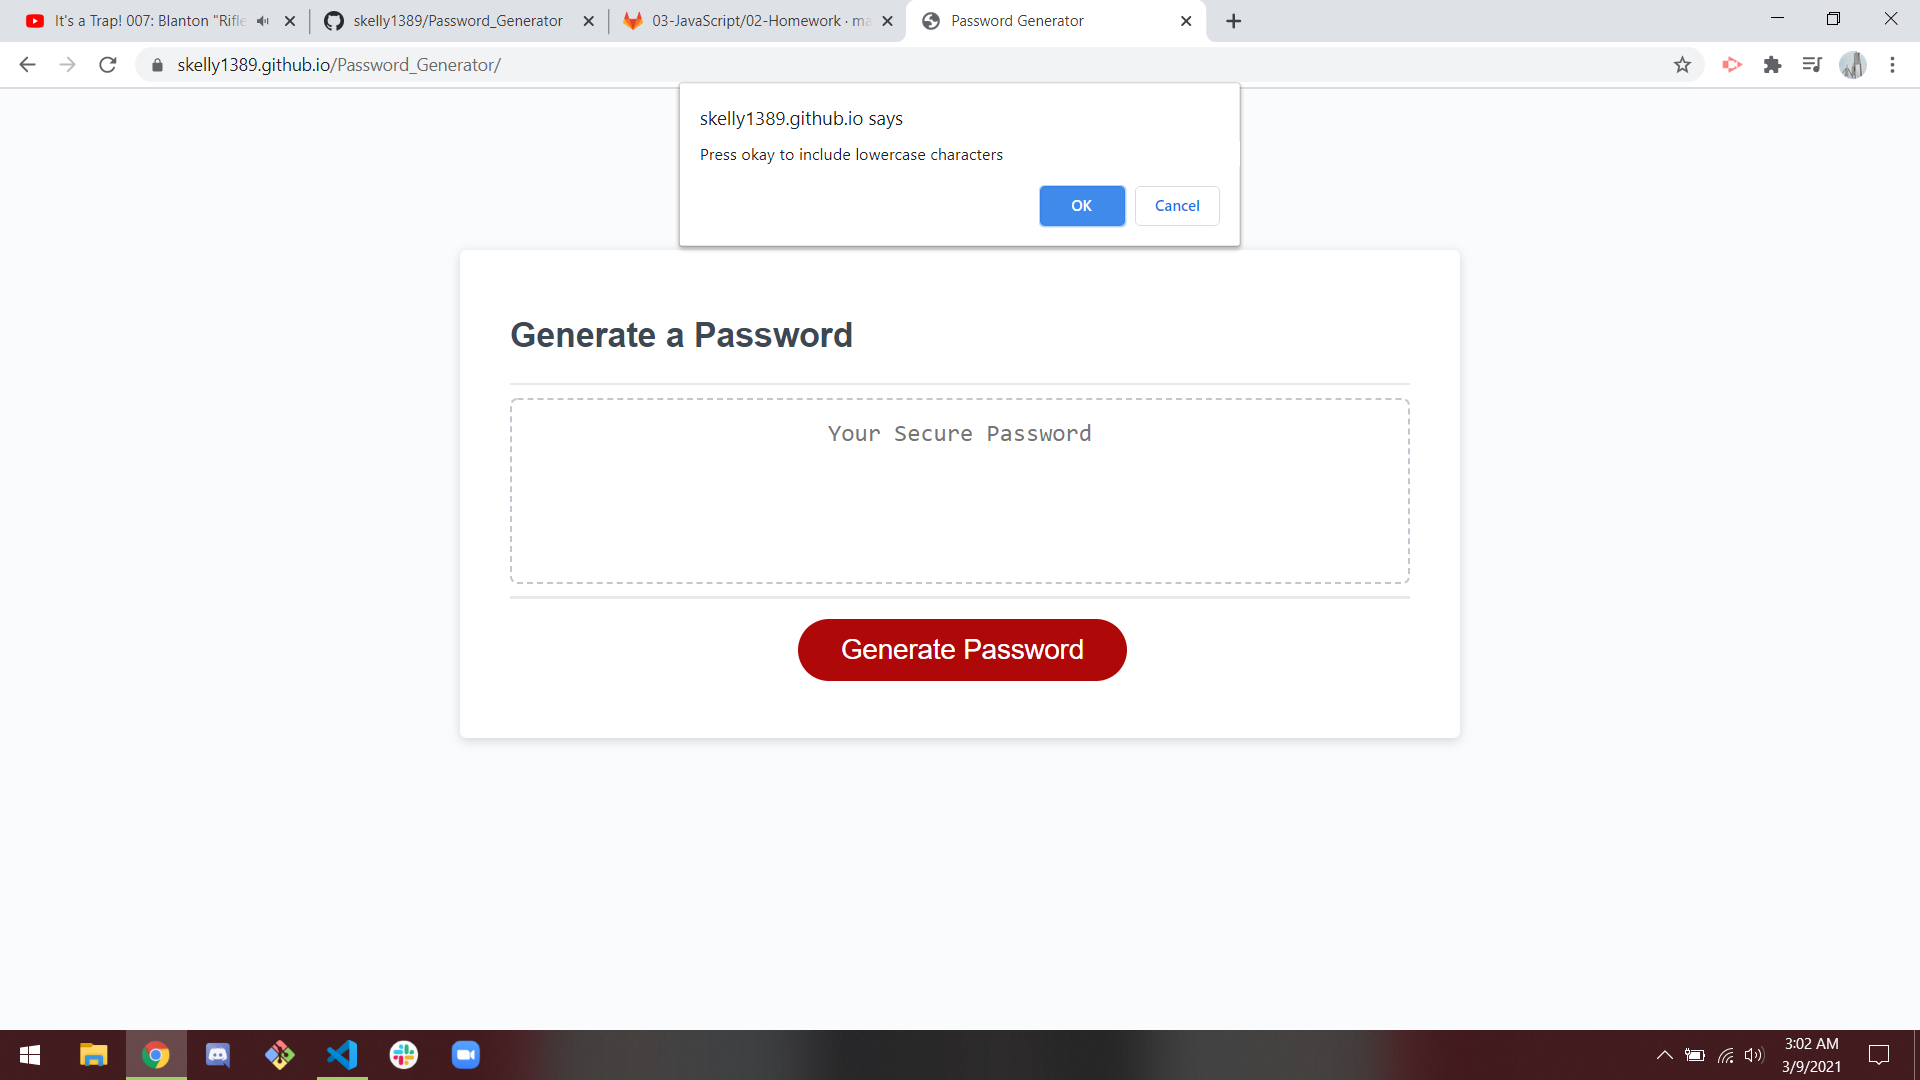 It's a Trap! 007: Blanton "Rifle
skelly1389/Password_Generator
03-JavaScript/02-Homework · ma
Password Generator
skelly1389.github.io/Password_Generator/
skelly1389.github.io says
Press okay to include lowercase characters
OK
Cancel
Generate a Password
Your Secure Password
Generate Password
3:02 AM
3/9/2021